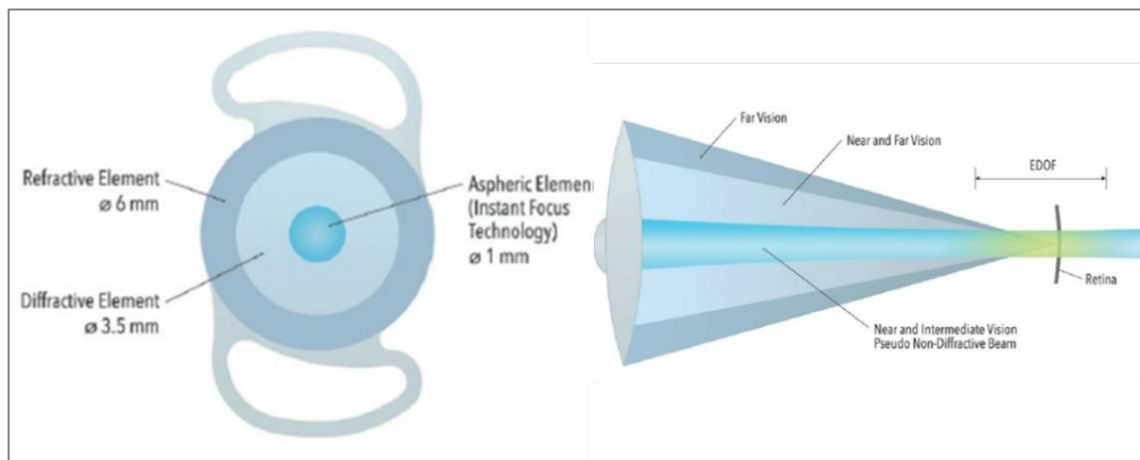 Refractive Element
ø 6 mm
Diffractive Element
ø 3.5 mm
Aspheric Elemen
(Instant Focus
Technology)
ø 1 mm
Far Vision
Near and Far Vision
EDOF
Retina
Near and Intermediate Vision
Pseudo Non-Diffractive Beam